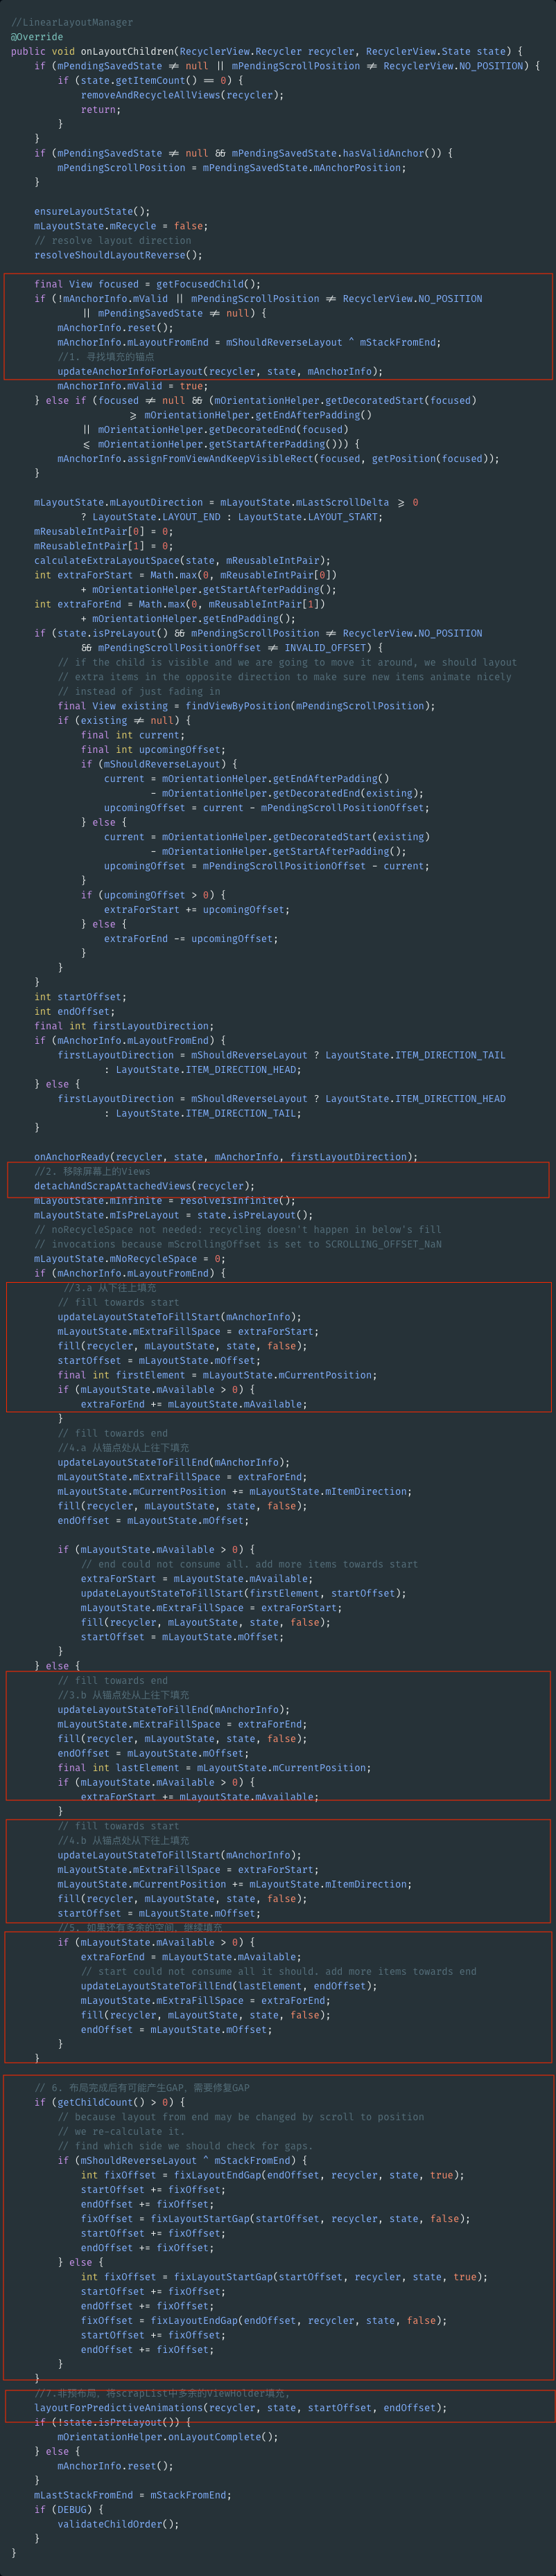 //LinearLayoutManager
@Override
public void onLayoutChildren(RecyclerView.Recycler recycler, RecyclerView.State state) {
    if (mPendingSavedState ≠ null || mPendingScrollPosition ≠ RecyclerView.NO_POSITION) {
        if (state.getItemCount() == 0) {
            removeAndRecycleAllViews(recycler);
            return;
        }
    }
    if (mPendingSavedState ≠ null && mPendingSavedState.hasValidAnchor()) {
        mPendingScrollPosition = mPendingSavedState.mAnchorPosition;
    }

    ensureLayoutState();
    mLayoutState.mRecycle = false;
    // resolve layout direction
    resolveShouldLayoutReverse();

    final View focused = getFocusedChild();
    if (!mAnchorInfo.mValid || mPendingScrollPosition ≠ RecyclerView.NO_POSITION
            || mPendingSavedState ≠ null) {
        mAnchorInfo.reset();
        mAnchorInfo.mLayoutFromEnd = mShouldReverseLayout ^ mStackFromEnd;
        //1. 寻找填充的锚点
        updateAnchorInfoForLayout(recycler, state, mAnchorInfo);
        mAnchorInfo.mValid = true;
    } else if (focused ≠ null && (mOrientationHelper.getDecoratedStart(focused)
                    ⩾ mOrientationHelper.getEndAfterPadding()
            || mOrientationHelper.getDecoratedEnd(focused)
            ⩽ mOrientationHelper.getStartAfterPadding())) {
        mAnchorInfo.assignFromViewAndKeepVisibleRect(focused, getPosition(focused));
    }

    mLayoutState.mLayoutDirection = mLayoutState.mLastScrollDelta ⩾ 0
            ? LayoutState.LAYOUT_END : LayoutState.LAYOUT_START;
    mReusableIntPair[0] = 0;
    mReusableIntPair[1] = 0;
    calculateExtraLayoutSpace(state, mReusableIntPair);
    int extraForStart = Math.max(0, mReusableIntPair[0])
            + mOrientationHelper.getStartAfterPadding();
    int extraForEnd = Math.max(0, mReusableIntPair[1])
            + mOrientationHelper.getEndPadding();
    if (state.isPreLayout() && mPendingScrollPosition ≠ RecyclerView.NO_POSITION
            && mPendingScrollPositionOffset ≠ INVALID_OFFSET) {
        // if the child is visible and we are going to move it around, we should layout
        // extra items in the opposite direction to make sure new items animate nicely
        // instead of just fading in
        final View existing = findViewByPosition(mPendingScrollPosition);
        if (existing ≠ null) {
            final int current;
            final int upcomingOffset;
            if (mShouldReverseLayout) {
                current = mOrientationHelper.getEndAfterPadding()
                        - mOrientationHelper.getDecoratedEnd(existing);
                upcomingOffset = current - mPendingScrollPositionOffset;
            } else {
                current = mOrientationHelper.getDecoratedStart(existing)
                        - mOrientationHelper.getStartAfterPadding();
                upcomingOffset = mPendingScrollPositionOffset - current;
            }
            if (upcomingOffset > 0) {
                extraForStart += upcomingOffset;
            } else {
                extraForEnd -= upcomingOffset;
            }
        }
    }
    int startOffset;
    int endOffset;
    final int firstLayoutDirection;
    if (mAnchorInfo.mLayoutFromEnd) {
        firstLayoutDirection = mShouldReverseLayout ? LayoutState.ITEM_DIRECTION_TAIL
                : LayoutState.ITEM_DIRECTION_HEAD;
    } else {
        firstLayoutDirection = mShouldReverseLayout ? LayoutState.ITEM_DIRECTION_HEAD
                : LayoutState.ITEM_DIRECTION_TAIL;
    }

    onAnchorReady(recycler, state, mAnchorInfo, firstLayoutDirection);
    //2. 移除屏幕上的Views
    detachAndScrapAttachedViews(recycler);
    mLayoutState.mInfinite = resolveIsInfinite();
    mLayoutState.mIsPreLayout = state.isPreLayout();
    // noRecycleSpace not needed: recycling doesn't happen in below's fill
    // invocations because mScrollingOffset is set to SCROLLING_OFFSET_NaN
    mLayoutState.mNoRecycleSpace = 0;
    if (mAnchorInfo.mLayoutFromEnd) {
         //3.a 从下往上填充
        // fill towards start
        updateLayoutStateToFillStart(mAnchorInfo);
        mLayoutState.mExtraFillSpace = extraForStart;
        fill(recycler, mLayoutState, state, false);
        startOffset = mLayoutState.mOffset;
        final int firstElement = mLayoutState.mCurrentPosition;
        if (mLayoutState.mAvailable > 0) {
            extraForEnd += mLayoutState.mAvailable;
        }
        // fill towards end
        //4.a 从锚点处从上往下填充
        updateLayoutStateToFillEnd(mAnchorInfo);
        mLayoutState.mExtraFillSpace = extraForEnd;
        mLayoutState.mCurrentPosition += mLayoutState.mItemDirection;
        fill(recycler, mLayoutState, state, false);
        endOffset = mLayoutState.mOffset;

        if (mLayoutState.mAvailable > 0) {
            // end could not consume all. add more items towards start
            extraForStart = mLayoutState.mAvailable;
            updateLayoutStateToFillStart(firstElement, startOffset);
            mLayoutState.mExtraFillSpace = extraForStart;
            fill(recycler, mLayoutState, state, false);
            startOffset = mLayoutState.mOffset;
        }
    } else {
        // fill towards end
        //3.b 从锚点处从上往下填充
        updateLayoutStateToFillEnd(mAnchorInfo);
        mLayoutState.mExtraFillSpace = extraForEnd;
        fill(recycler, mLayoutState, state, false);
        endOffset = mLayoutState.mOffset;
        final int lastElement = mLayoutState.mCurrentPosition;
        if (mLayoutState.mAvailable > 0) {
            extraForStart += mLayoutState.mAvailable;
        }
        // fill towards start
        //4.b 从锚点处从下往上填充
        updateLayoutStateToFillStart(mAnchorInfo);
        mLayoutState.mExtraFillSpace = extraForStart;
        mLayoutState.mCurrentPosition += mLayoutState.mItemDirection;
        fill(recycler, mLayoutState, state, false);
        startOffset = mLayoutState.mOffset;
        //5. 如果还有多余的空间、继续填充
        if (mLayoutState.mAvailable > 0) {
            extraForEnd = mLayoutState.mAvailable;
            // start could not consume all it should. add more items towards end
            updateLayoutStateToFillEnd(lastElement, endOffset);
            mLayoutState.mExtraFillSpace = extraForEnd;
            fill(recycler, mLayoutState, state, false);
            endOffset = mLayoutState.mOffset;
        }
    }

    // 6. 布局完成后有可能产生GAP, 需要修复GAP
    if (getChildCount() > 0) {
        // because layout from end may be changed by scroll to position
        // we re-calculate it.
        // find which side we should check for gaps.
        if (mShouldReverseLayout ^ mStackFromEnd) {
            int fixOffset = fixLayoutEndGap(endOffset, recycler, state, true);
            startOffset += fixOffset;
            endOffset += fixOffset;
            fixOffset = fixLayoutStartGap(startOffset, recycler, state, false);
            startOffset += fixOffset;
            endOffset += fixOffset;
        } else {
            int fixOffset = fixLayoutStartGap(startOffset, recycler, state, true);
            startOffset += fixOffset;
            endOffset += fixOffset;
            fixOffset = fixLayoutEndGap(endOffset, recycler, state, false);
            startOffset += fixOffset;
            endOffset += fixOffset;
        }
    }
    //7.非预布局，将scrapList中多余的ViewHolder填充,
    layoutForPredictiveAnimations(recycler, state, startOffset, endOffset);
    if (!state.isPreLayout()) {
        mOrientationHelper.onLayoutComplete();
    } else {
        mAnchorInfo.reset();
    }
    mLastStackFromEnd = mStackFromEnd;
    if (DEBUG) {
        validateChildOrder();
    }
}